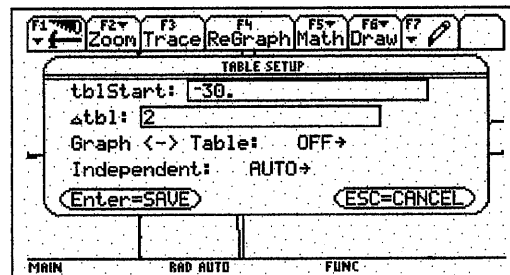 F1 F2 F3 F4 F5 F6 F7
Zoom Trace ReGraph Math Draw
TABLE SETUP
tblStart: -30.
△tbl: 2
Graph <-> Table: OFF→
Independent: AUTO→
Enter=SAVE ESC=CANCEL
MAIN RAD AUTO FUNC